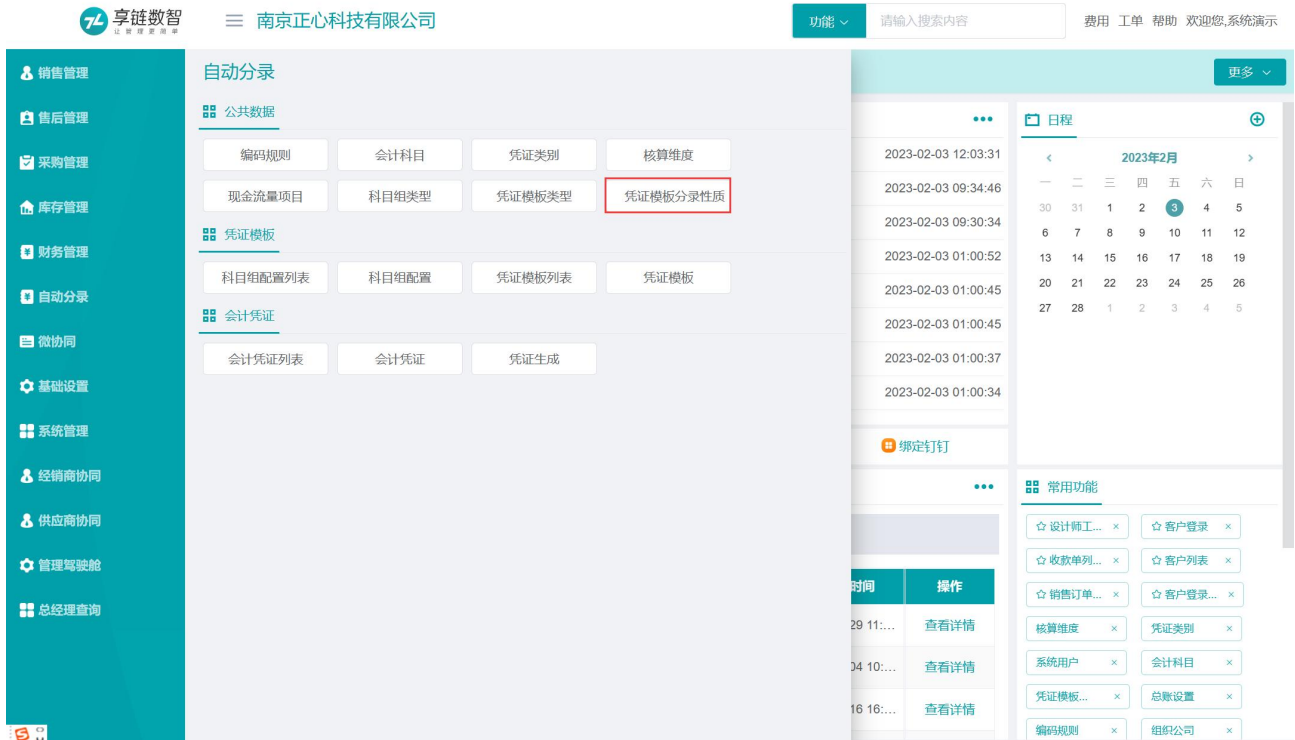 享链数智
让管理更简单
南京正心科技有限公司
功能
请输入搜索内容
费用 工单 帮助 欢迎您,系统演示
销售管理
售后管理
采购管理
库存管理
财务管理
自动分录
微协同
基础设置
系统管理
经销商协同
供应商协同
管理驾驶舱
总经理查询
自动分录
公共数据
编码规则 会计科目 凭证类别 核算维度
现金流量项目 科目组类型 凭证模板类型 凭证模板分录性质
凭证模板
科目组配置列表 科目组配置 凭证模板列表 凭证模板
会计凭证
会计凭证列表 会计凭证 凭证生成
更多
2023-02-03 12:03:31
2023-02-03 09:34:46
2023-02-03 09:30:34
2023-02-03 01:00:52
2023-02-03 01:00:45
2023-02-03 01:00:45
2023-02-03 01:00:37
2023-02-03 01:00:34
绑定钉钉
时间 操作
29 11:... 查看详情
04 10:... 查看详情
16 16:... 查看详情
日程
2023年2月
一 二 三 四 五 六 日
30 31 1 2 3 4 5
6 7 8 9 10 11 12
13 14 15 16 17 18 19
20 21 22 23 24 25 26
27 28 1 2 3 4 5
常用功能
设计师工... × 客户登录 ×
收款单列... × 客户列表 ×
销售订单... × 客户登录... ×
核算维度 × 凭证类别 ×
系统用户 × 会计科目 ×
凭证模板... × 总账设置 ×
编码规则 × 组织公司 ×